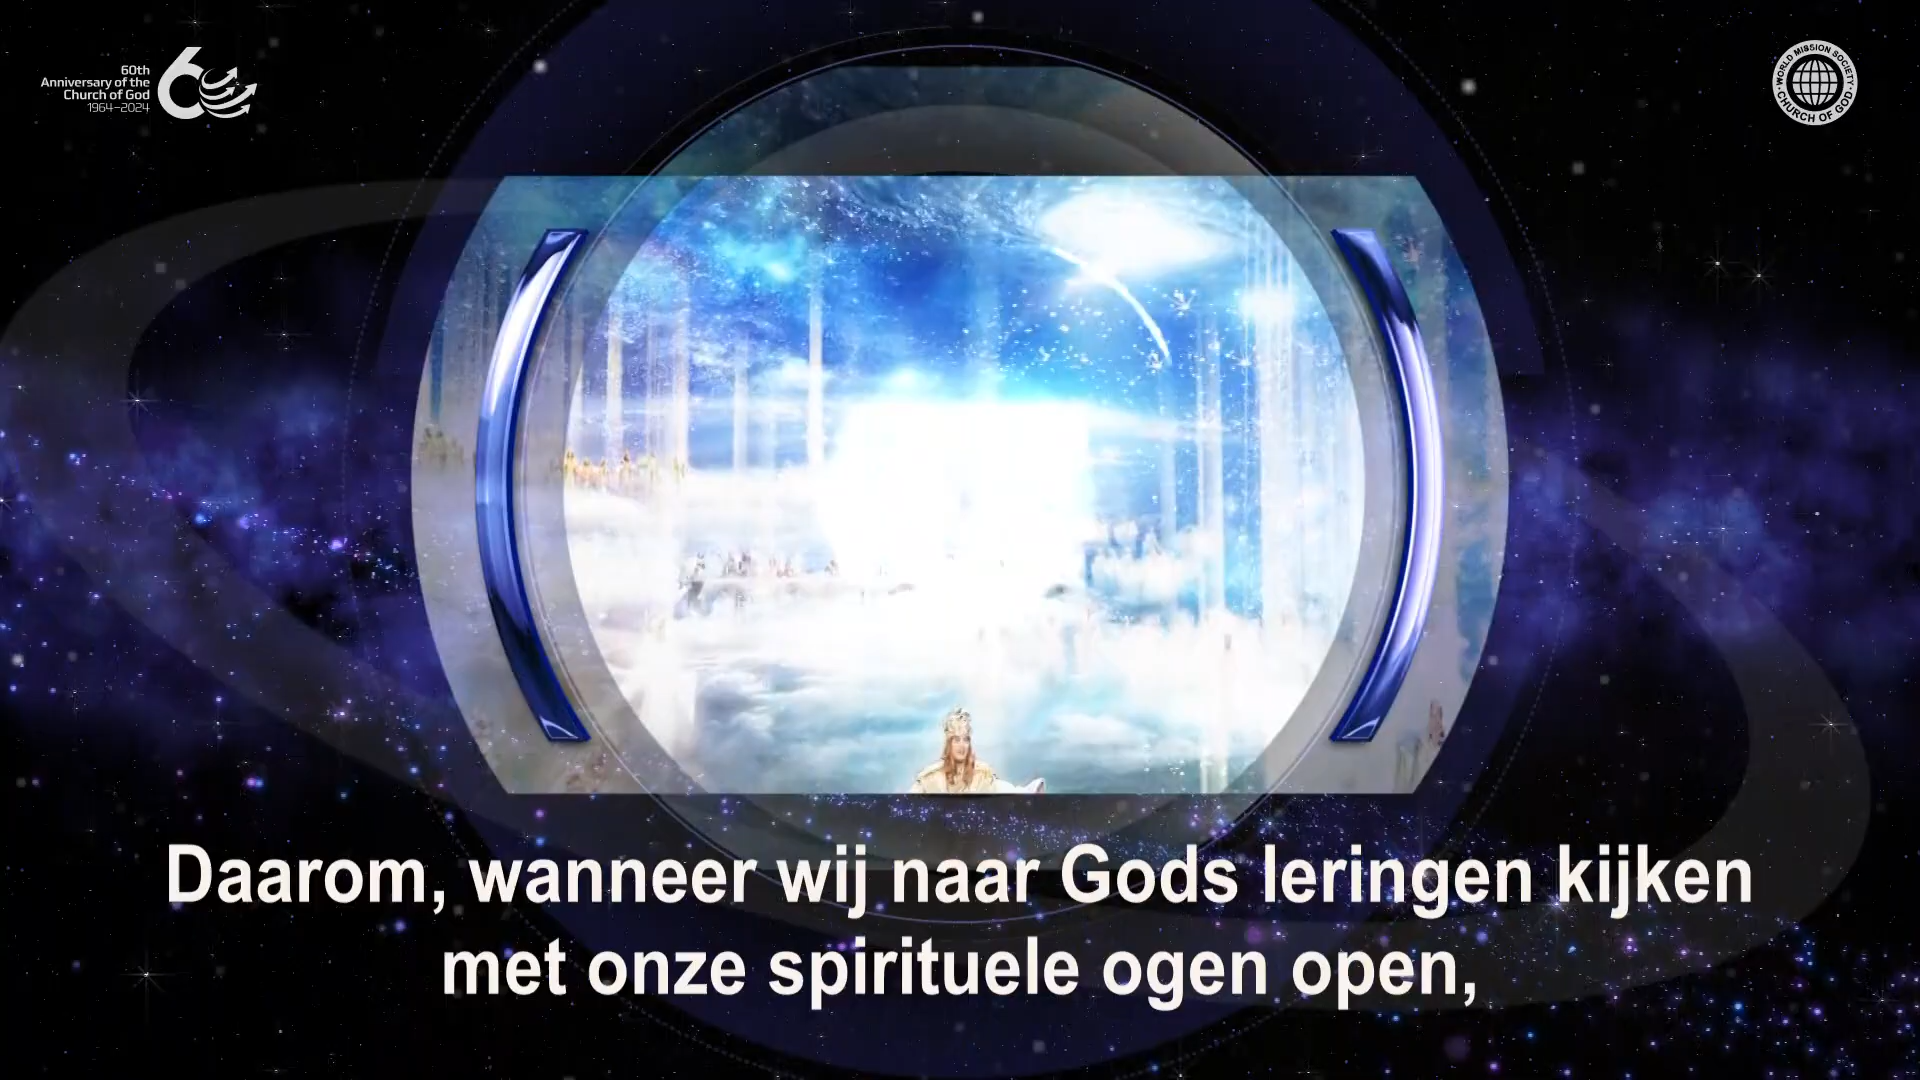 60th
Anniversary of the
Church of God
1964–2024
60
WORLD MISSION SOCIETY
CHURCH OF GOD
Daarom, wanneer wij naar Gods leringen kijken
met onze spirituele ogen open,